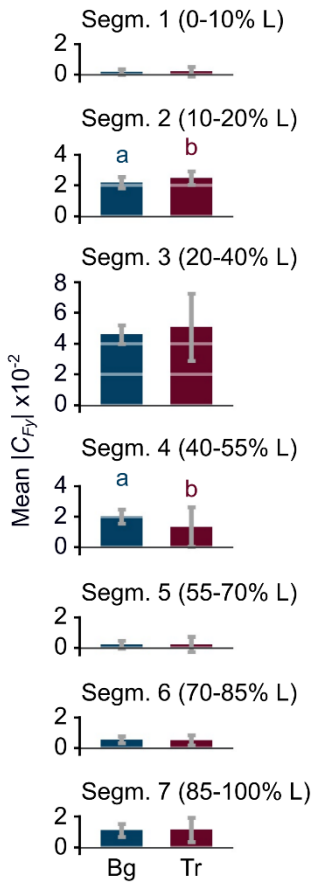 Segm. 1 (0-10% L)
2
0
Segm. 2 (10-20% L)
a b
4
2
0
Segm. 3 (20-40% L)
8
6
4
2
0
Mean |C_Fy| x10⁻²
Segm. 4 (40-55% L)
a b
4
2
0
Segm. 5 (55-70% L)
2
0
Segm. 6 (70-85% L)
2
0
Segm. 7 (85-100% L)
2
0
Bg Tr